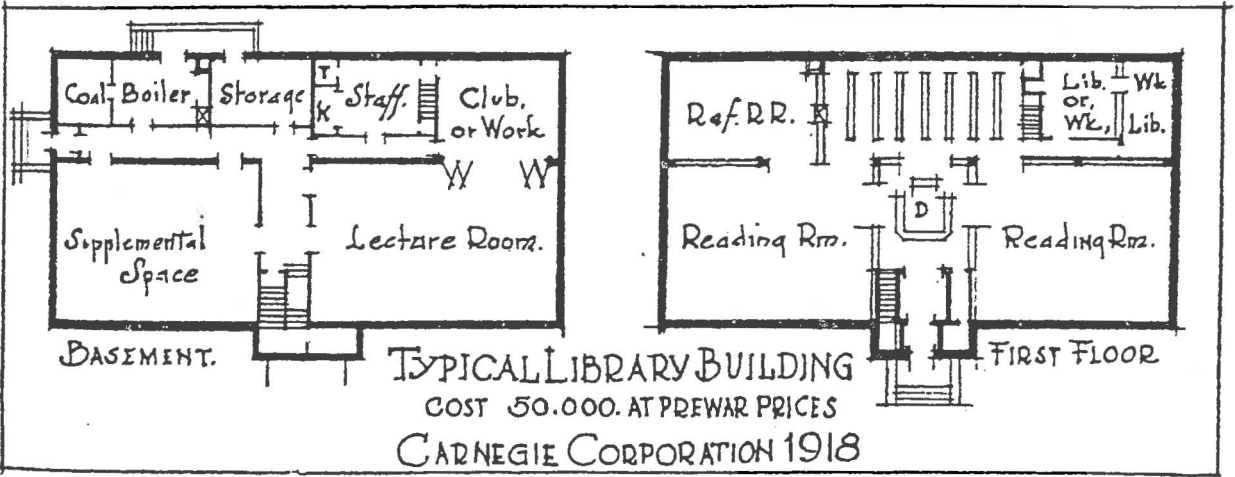 Coal Boiler Storage T Staff. Club.
K or Work
Supplemental Lecture Room.
Space
BASEMENT.
Ref. R.R. Lib. Wk
or,
Wk, Lib.
D
Reading Rm. Reading Rm.
FIRST FLOOR
TYPICAL LIBRARY BUILDING
COST 50.000. AT PREWAR PRICES
CARNEGIE CORPORATION 1918